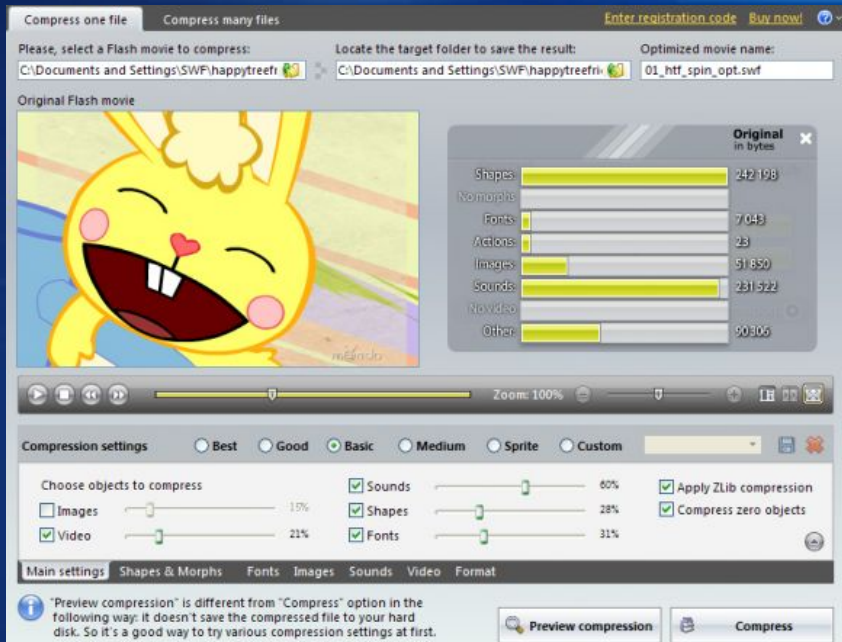 Compress one file
Compress many files
Enter registration code
Buy now!
Please, select a Flash movie to compress:
Locate the target folder to save the result:
Optimized movie name:
C:\Documents and Settings\SWF\happytreefr
C:\Documents and Settings\SWF\happytreefri
01_htf_spin_opt.swf
Original Flash movie
Original
in bytes
Shapes 242 198
No morphs
Fonts 7 043
Actions 23
Images 51 850
Sounds 231 522
No video
Other 90 306
Zoom: 100%
Compression settings
Best
Good
Basic
Medium
Sprite
Custom
Choose objects to compress
Images 15%
Video 21%
Sounds 60%
Shapes 28%
Fonts 31%
Apply ZLib compression
Compress zero objects
Main settings
Shapes & Morphs
Fonts
Images
Sounds
Video
Format
"Preview compression" is different from "Compress" option in the
following way: it doesn't save the compressed file to your hard
disk. So it's a good way to try various compression settings at first.
Preview compression
Compress